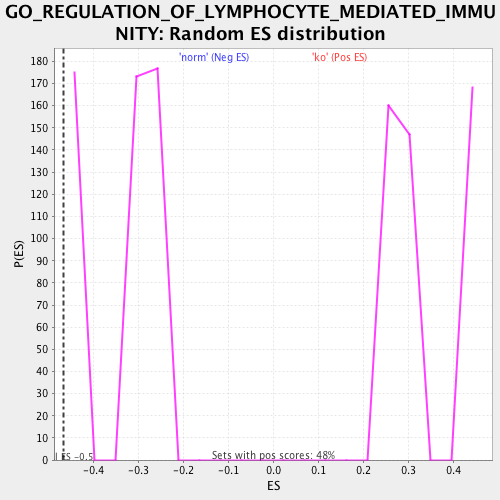 GO_REGULATION_OF_LYMPHOCYTE_MEDIATED_IMMU
NITY: Random ES distribution
'norm' (Neg ES) 'ko' (Pos ES)
180
170
160
150
140
130
120
110
100
90
80
70
60
50
40
30
20
10
0
P(ES)
ES -0.5
Sets with pos scores: 48%
-0.4 -0.3 -0.2 -0.1 0.0 0.1 0.2 0.3 0.4
ES